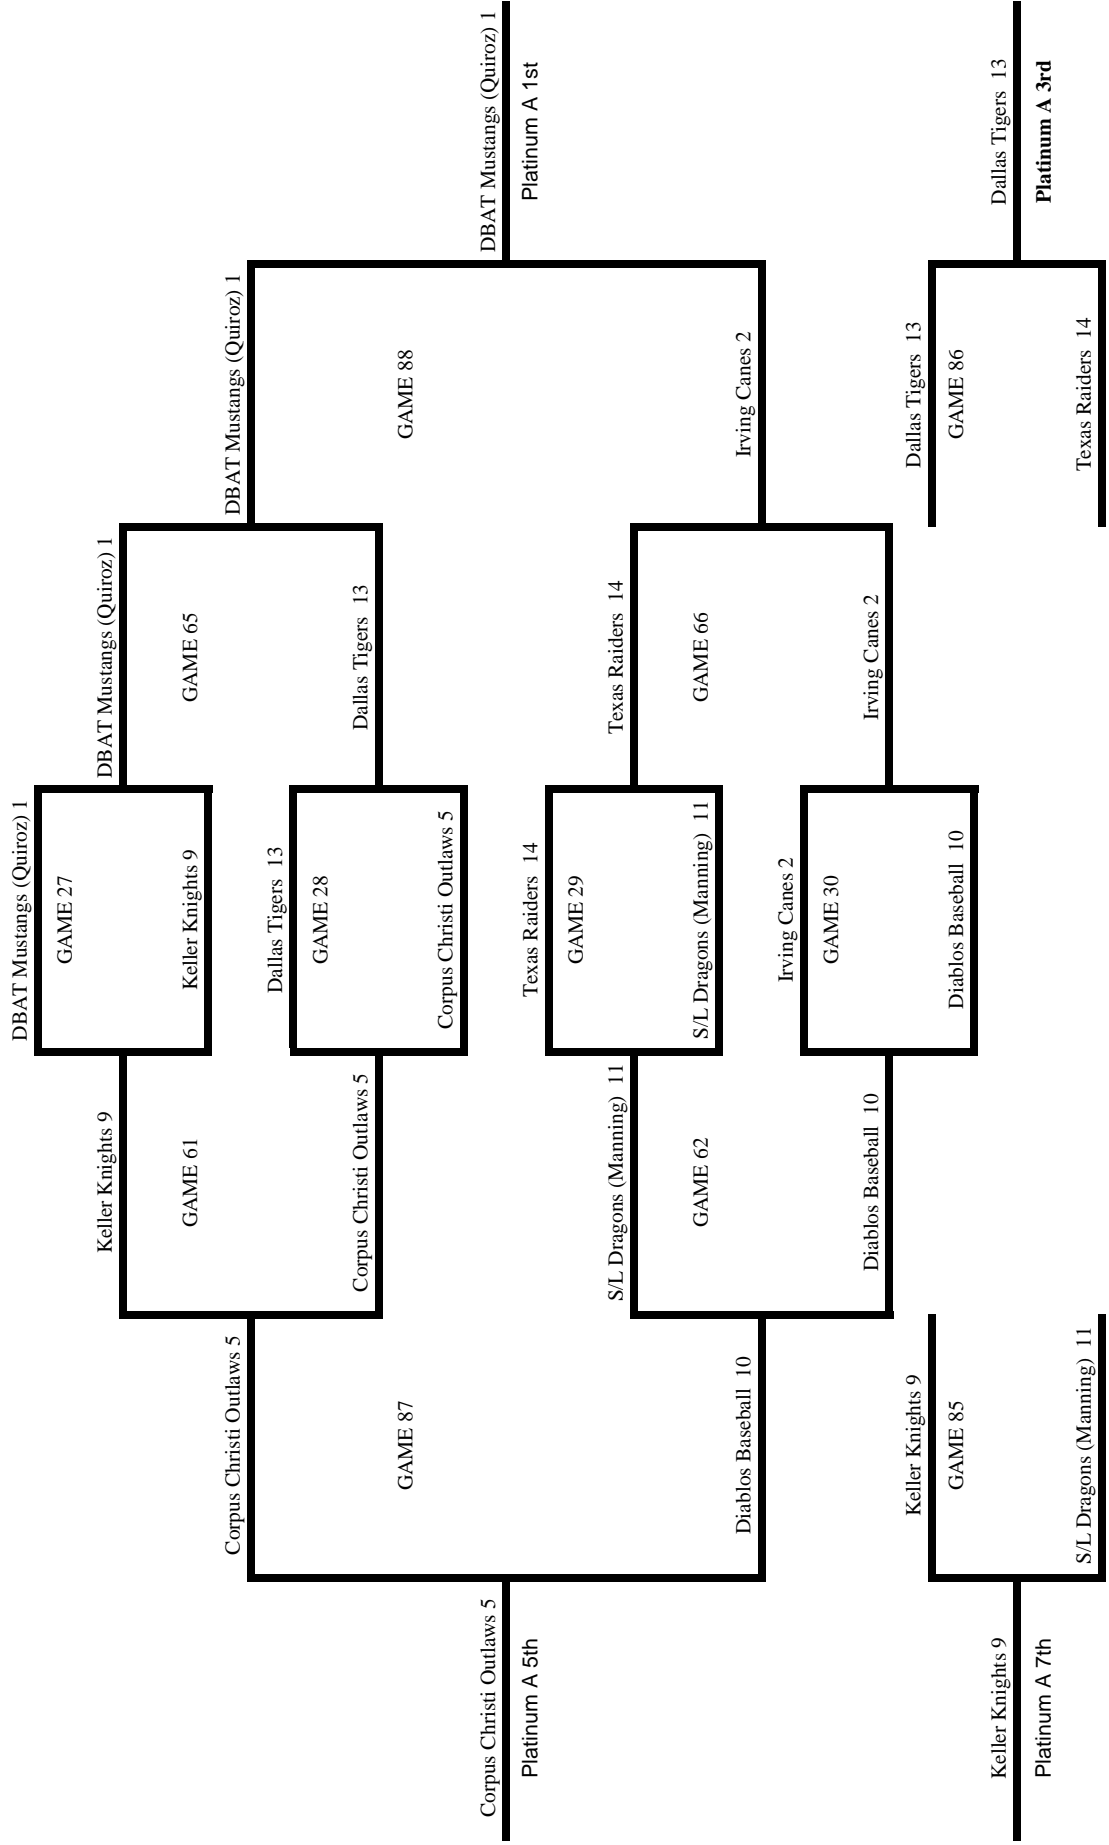 DBAT Mustangs (Quiroz) 1
GAME 27
Keller Knights 9
DBAT Mustangs (Quiroz) 1
GAME 61
Keller Knights 9
GAME 65
Corpus Christi Outlaws 5
DBAT Mustangs (Quiroz) 1
Dallas Tigers 13
GAME 28
Corpus Christi Outlaws 5
Dallas Tigers 13
GAME 87
GAME 88
Corpus Christi Outlaws 5
Corpus Christi Outlaws 5
DBAT Mustangs (Quiroz) 1
Platinum A 5th
Texas Raiders 14
Platinum A 1st
GAME 29
S/L Dragons (Manning) 11
Texas Raiders 14
GAME 62
S/L Dragons (Manning) 11
GAME 66
Diablos Baseball 10
Irving Canes 2
Irving Canes 2
GAME 30
Diablos Baseball 10
Irving Canes 2
Keller Knights 9
Dallas Tigers 13
GAME 85
Diablos Baseball 10
GAME 86
Keller Knights 9
Dallas Tigers 13
Platinum A 7th
Platinum A 3rd
S/L Dragons (Manning) 11
Texas Raiders 14